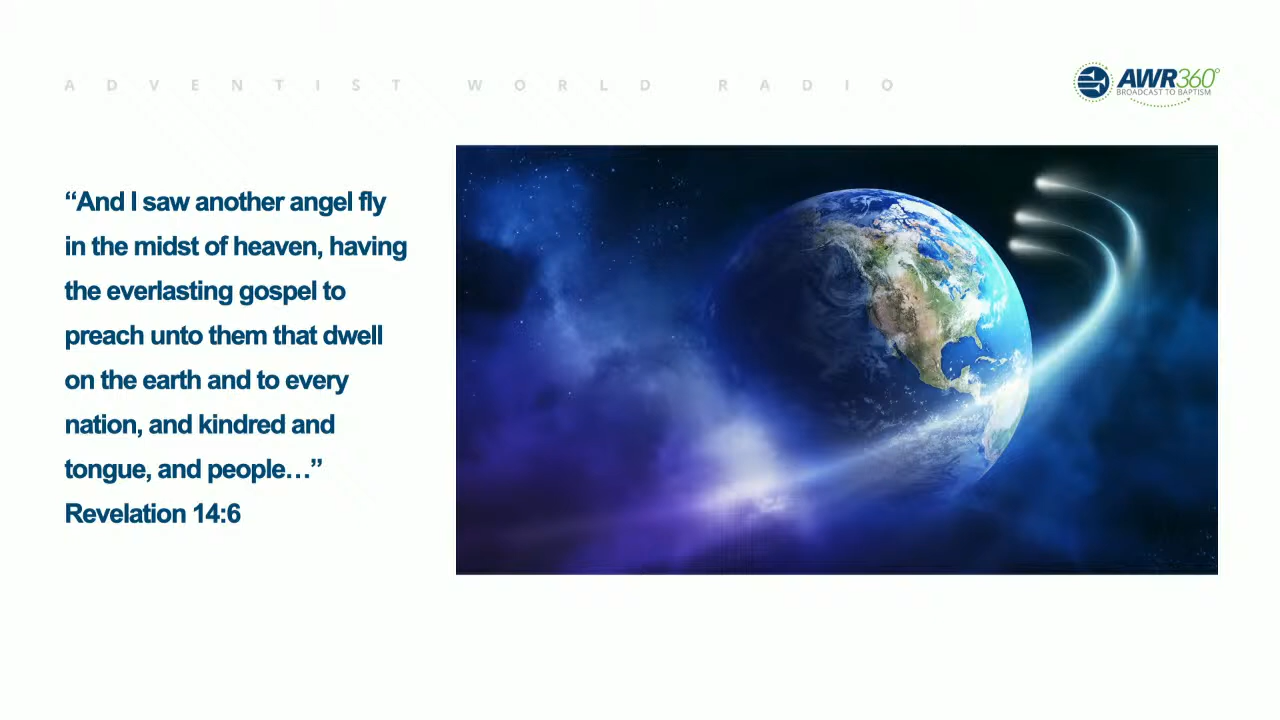 ADVENTIST WORLD RADIO
AWR360°
BROADCAST TO BAPTISM
“And I saw another angel fly
in the midst of heaven, having
the everlasting gospel to
preach unto them that dwell
on the earth and to every
nation, and kindred and
tongue, and people…”
Revelation 14:6